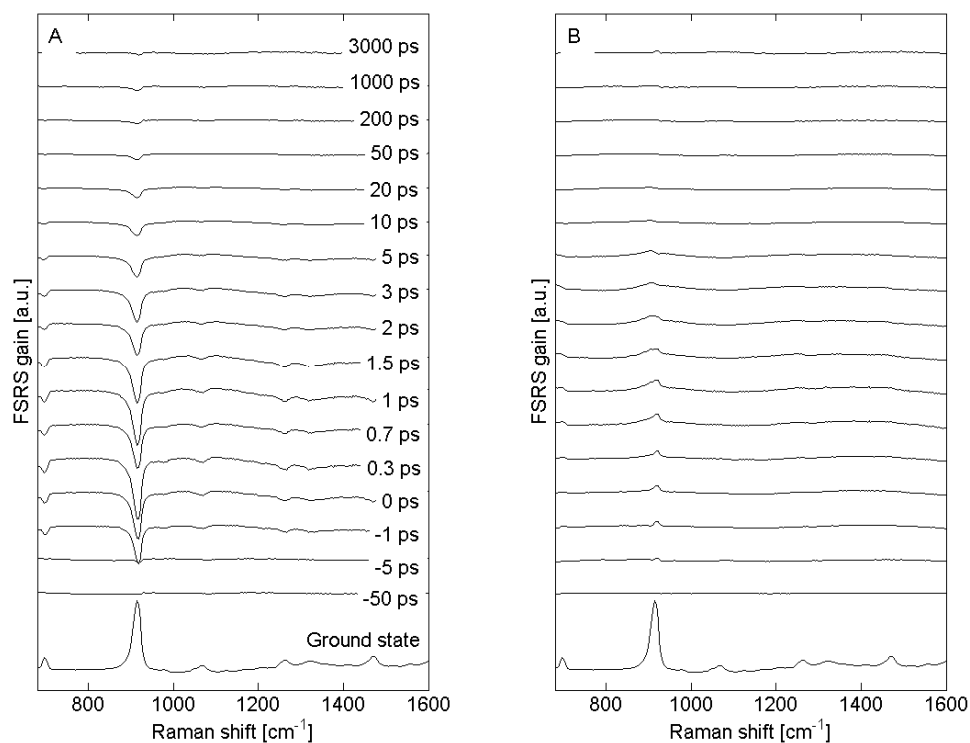 A
3000 ps
1000 ps
200 ps
50 ps
20 ps
10 ps
5 ps
3 ps
2 ps
1.5 ps
1 ps
0.7 ps
0.3 ps
0 ps
-1 ps
-5 ps
-50 ps
Ground state
FSRS gain [a.u.]
800 1000 1200 1400 1600
Raman shift [cm⁻¹]
B
FSRS gain [a.u.]
800 1000 1200 1400 1600
Raman shift [cm⁻¹]